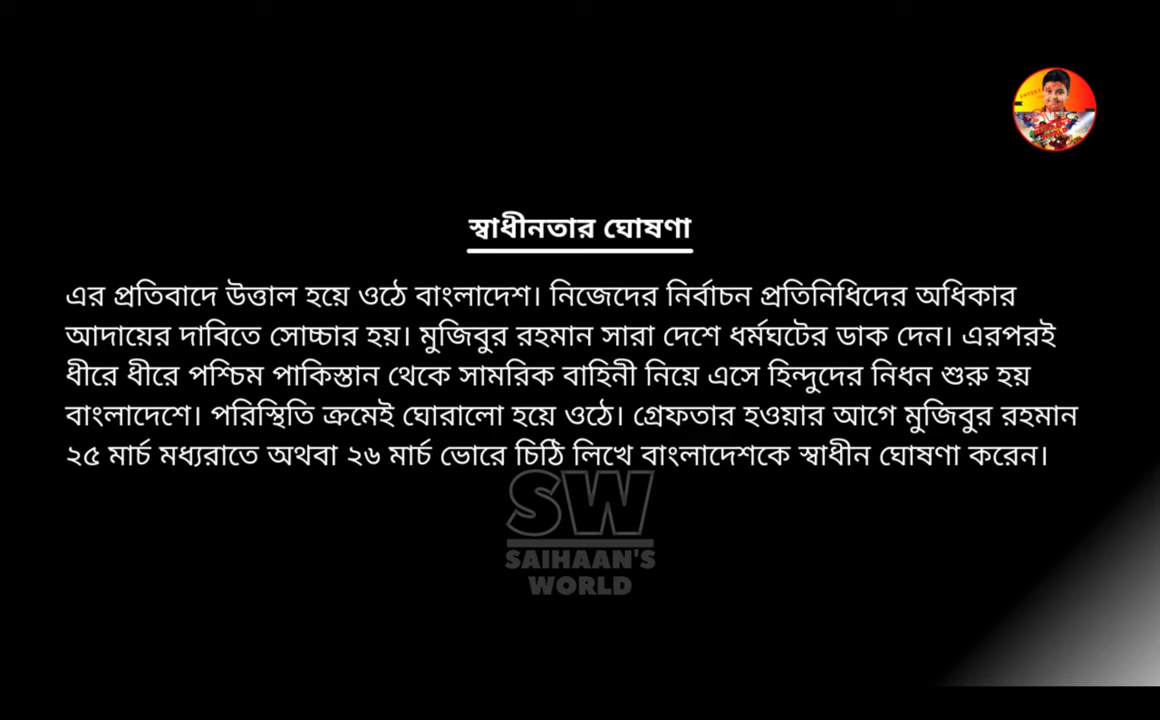 স্বাধীনতার ঘোষণা
এর প্রতিবাদে উত্তাল হয়ে ওঠে বাংলাদেশ। নিজেদের নির্বাচন প্রতিনিধিদের অধিকার
আদায়ের দাবিতে সোচ্চার হয়। মুজিবুর রহমান সারা দেশে ধর্মঘটের ডাক দেন। এরপরই
ধীরে ধীরে পশ্চিম পাকিস্তান থেকে সামরিক বাহিনী নিয়ে এসে হিন্দুদের নিধন শুরু হয়
বাংলাদেশে। পরিস্থিতি ক্রমেই ঘোরালো হয়ে ওঠে। গ্রেফতার হওয়ার আগে মুজিবুর রহমান
২৫ মার্চ মধ্যরাতে অথবা ২৬ মার্চ ভোরে চিঠি লিখে বাংলাদেশকে স্বাধীন ঘোষণা করেন।
SW
SAIHAAN'S
WORLD